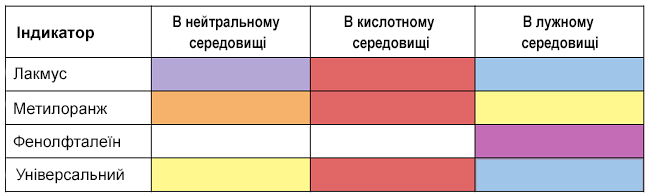 Індикатор
В нейтральному
середовищі
В кислотному
середовищі
В лужному
середовищі
Лакмус
Метилоранж
Фенолфталеїн
Універсальний